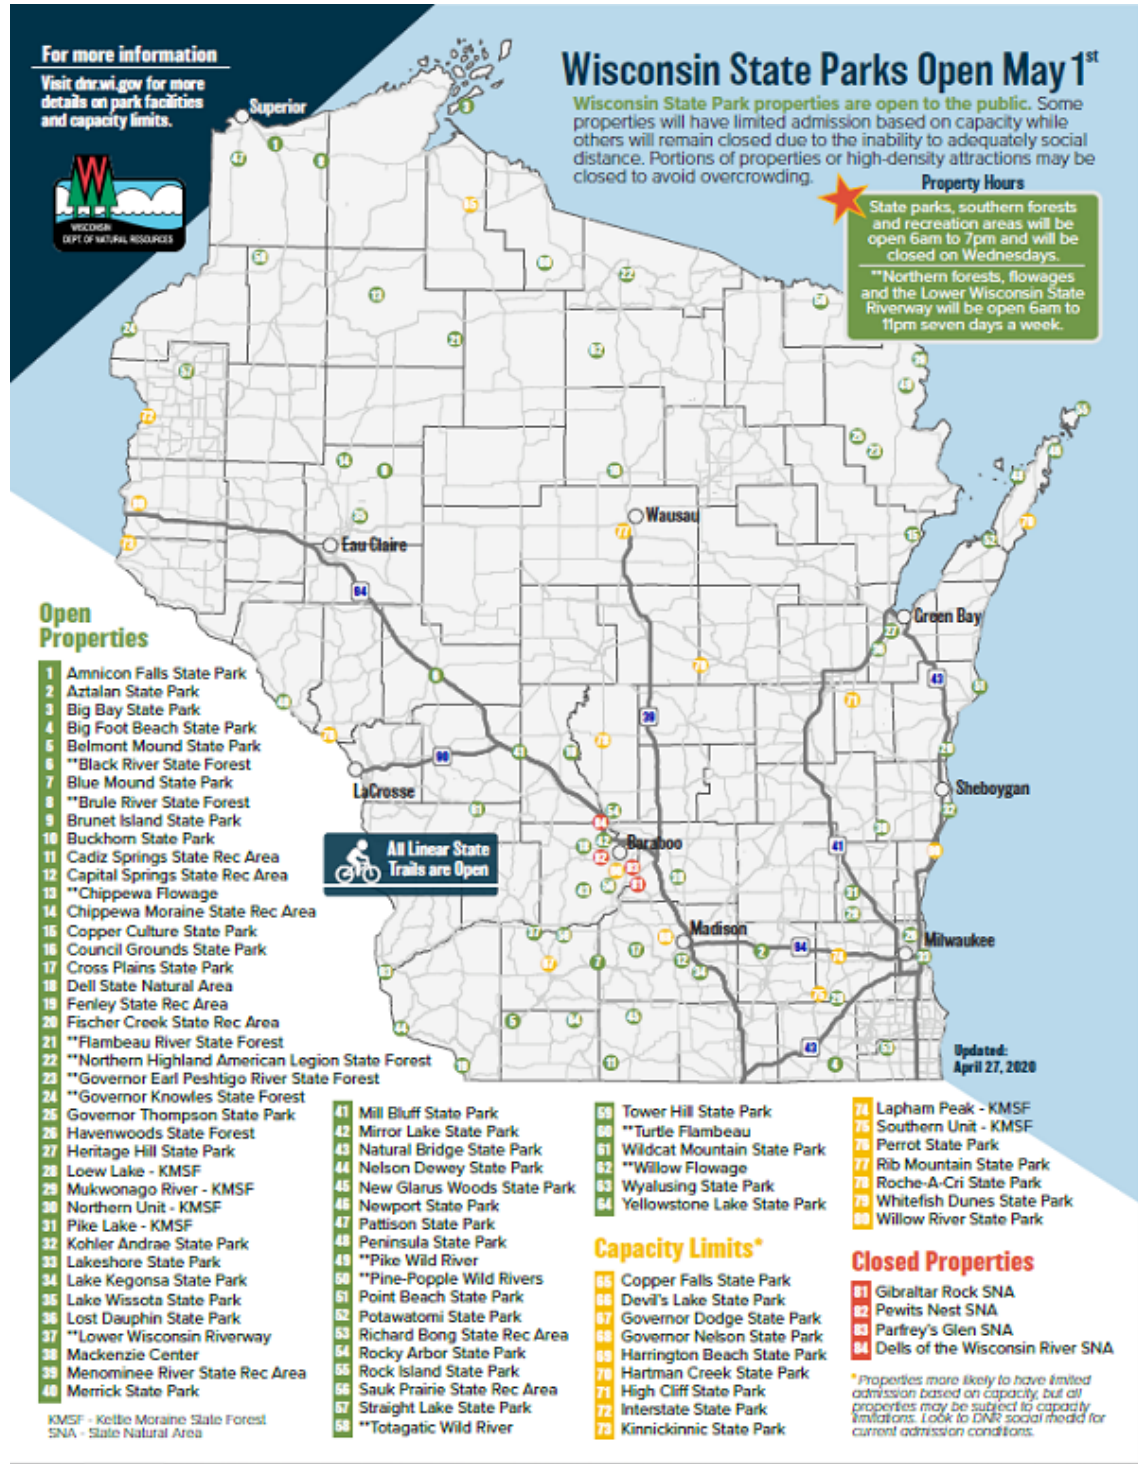 For more information
Visit dnr.wi.gov for more
details on park facilities
and capacity limits.
WISCONSIN
DEPT. OF NATURAL RESOURCES
Wisconsin State Parks Open May 1st
Wisconsin State Park properties are open to the public. Some
properties will have limited admission based on capacity while
others will remain closed due to the inability to adequately social
distance. Portions of properties or high-density attractions may be
closed to avoid overcrowding.
Property Hours
State parks, southern forests
and recreation areas will be
open 6am to 7pm and will be
closed on Wednesdays.
**Northern forests, flowages
and the Lower Wisconsin State
Riverway will be open 6am to
11pm seven days a week.
Superior
Wausau
Eau Claire
94
Green Bay
43
39
90
LaCrosse
Sheboygan
Baraboo
41
All Linear State
Trails are Open
Madison
94
Milwaukee
43
Updated:
April 27, 2020
Open
Properties
1 Amnicon Falls State Park
2 Aztalan State Park
3 Big Bay State Park
4 Big Foot Beach State Park
5 Belmont Mound State Park
6 **Black River State Forest
7 Blue Mound State Park
8 **Brule River State Forest
9 Brunet Island State Park
10 Buckhorn State Park
11 Cadiz Springs State Rec Area
12 Capital Springs State Rec Area
13 **Chippewa Flowage
14 Chippewa Moraine State Rec Area
15 Copper Culture State Park
16 Council Grounds State Park
17 Cross Plains State Park
18 Dell State Natural Area
19 Fenley State Rec Area
20 Fischer Creek State Rec Area
21 **Flambeau River State Forest
22 **Northern Highland American Legion State Forest
23 **Governor Earl Peshtigo River State Forest
24 **Governor Knowles State Forest
25 Governor Thompson State Park
26 Havenwoods State Forest
27 Heritage Hill State Park
28 Loew Lake - KMSF
29 Mukwonago River - KMSF
30 Northern Unit - KMSF
31 Pike Lake - KMSF
32 Kohler Andrae State Park
33 Lakeshore State Park
34 Lake Kegonsa State Park
35 Lake Wissota State Park
36 Lost Dauphin State Park
37 **Lower Wisconsin Riverway
38 Mackenzie Center
39 Menominee River State Rec Area
40 Merrick State Park
KMSF - Kettle Moraine State Forest
SNA - State Natural Area
41 Mill Bluff State Park
42 Mirror Lake State Park
43 Natural Bridge State Park
44 Nelson Dewey State Park
45 New Glarus Woods State Park
46 Newport State Park
47 Pattison State Park
48 Peninsula State Park
49 **Pike Wild River
50 **Pine-Popple Wild Rivers
51 Point Beach State Park
52 Potawatomi State Park
53 Richard Bong State Rec Area
54 Rocky Arbor State Park
55 Rock Island State Park
56 Sauk Prairie State Rec Area
57 Straight Lake State Park
58 **Totagatic Wild River
59 Tower Hill State Park
60 **Turtle Flambeau
61 Wildcat Mountain State Park
62 **Willow Flowage
63 Wyalusing State Park
64 Yellowstone Lake State Park
Capacity Limits*
65 Copper Falls State Park
66 Devil's Lake State Park
67 Governor Dodge State Park
68 Governor Nelson State Park
69 Harrington Beach State Park
70 Hartman Creek State Park
71 High Cliff State Park
72 Interstate State Park
73 Kinnickinnic State Park
74 Lapham Peak - KMSF
75 Southern Unit - KMSF
76 Perrot State Park
77 Rib Mountain State Park
78 Roche-A-Cri State Park
79 Whitefish Dunes State Park
80 Willow River State Park
Closed Properties
81 Gibraltar Rock SNA
82 Pewits Nest SNA
83 Parfrey's Glen SNA
84 Dells of the Wisconsin River SNA
*Properties more likely to have limited
admission based on capacity, but all
properties may be subject to capacity
limitations. Look to DNR social media for
current admission conditions.